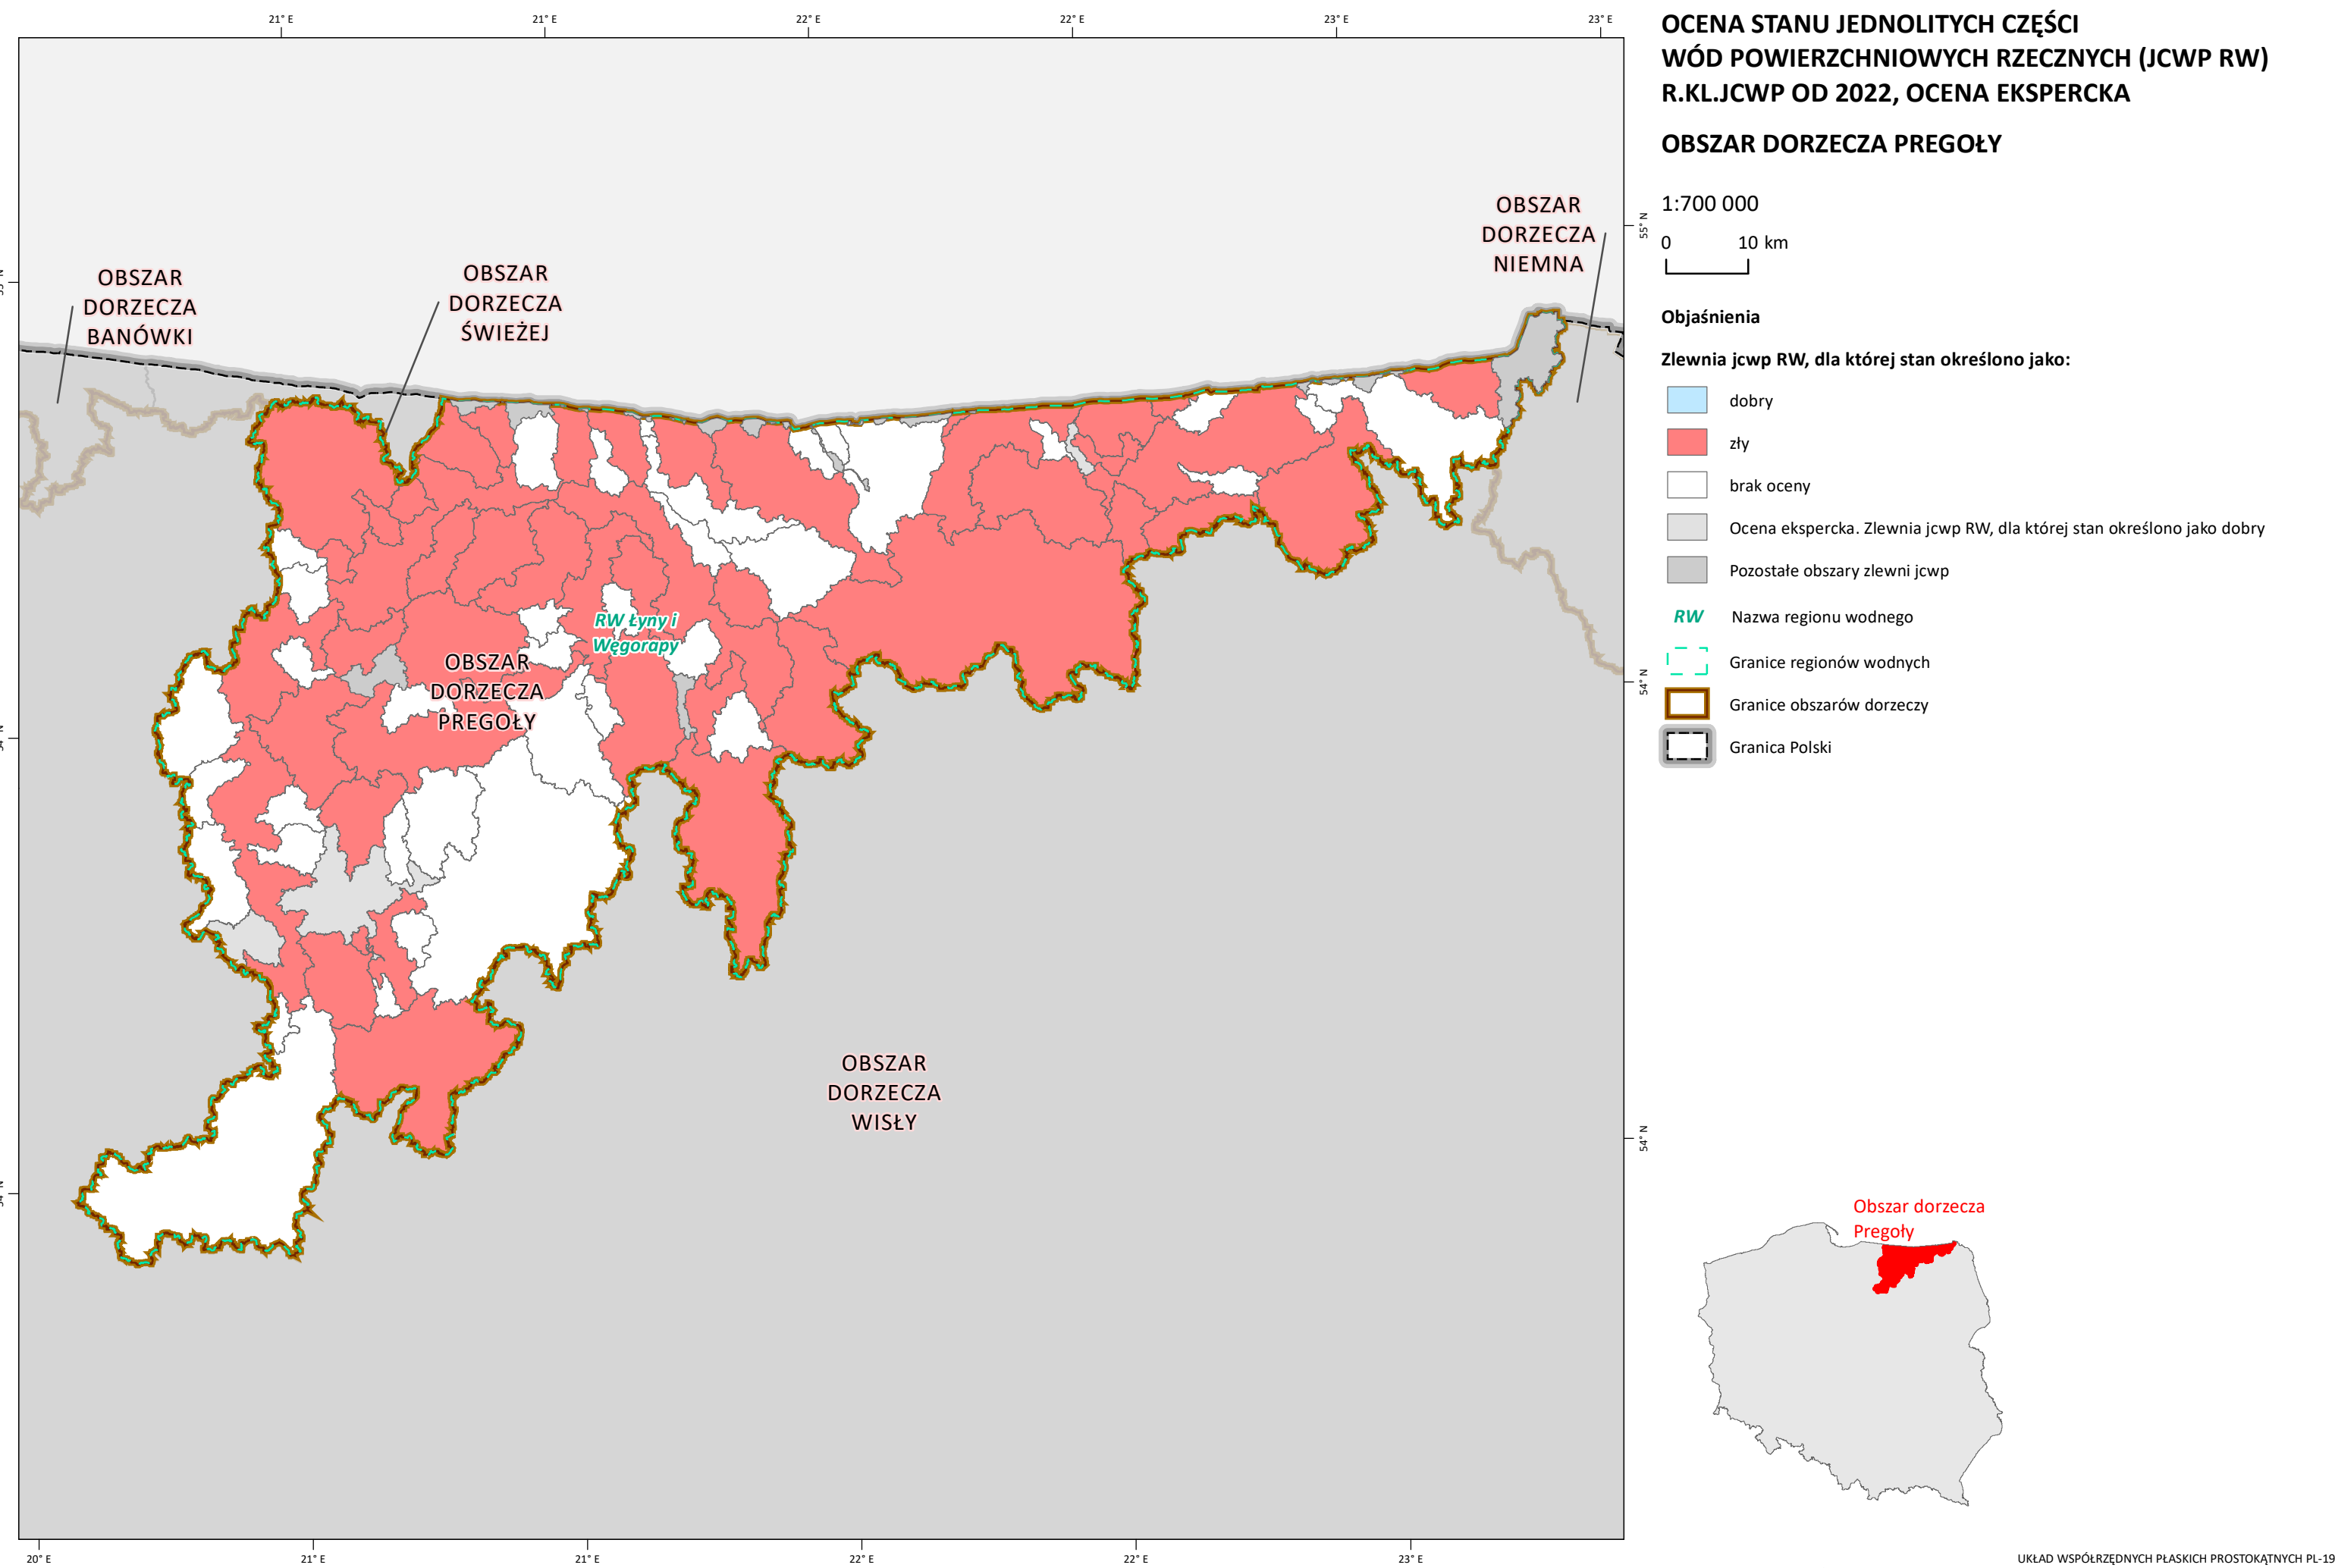 OCENA STANU JEDNOLITYCH CZĘŚCI
WÓD POWIERZCHNIOWYCH RZECZNYCH (JCWP RW)
R.KL.JCWP OD 2022, OCENA EKSPERCKA
OBSZAR DORZECZA PREGOŁY
1:700 000
0 10 km
Objaśnienia
Zlewnia jcwp RW, dla której stan określono jako:
dobry
zły
brak oceny
Ocena ekspercka. Zlewnia jcwp RW, dla której stan określono jako dobry
Pozostałe obszary zlewni jcwp
RW Nazwa regionu wodnego
Granice regionów wodnych
Granice obszarów dorzeczy
Granica Polski
21° E 21° E 22° E 22° E 23° E 23° E
OBSZAR
DORZECZA
BANÓWKI
OBSZAR
DORZECZA
ŚWIEŻEJ
OBSZAR
DORZECZA
NIEMNA
55° N
RW Łyny i
Węgorapy
OBSZAR
DORZECZA
PREGOŁY
54° N
OBSZAR
DORZECZA
WISŁY
54° N
20° E 21° E 21° E 22° E 22° E 23° E
Obszar dorzecza
Pregoły
UKŁAD WSPÓŁRZĘDNYCH PŁASKICH PROSTOKĄTNYCH PL-19